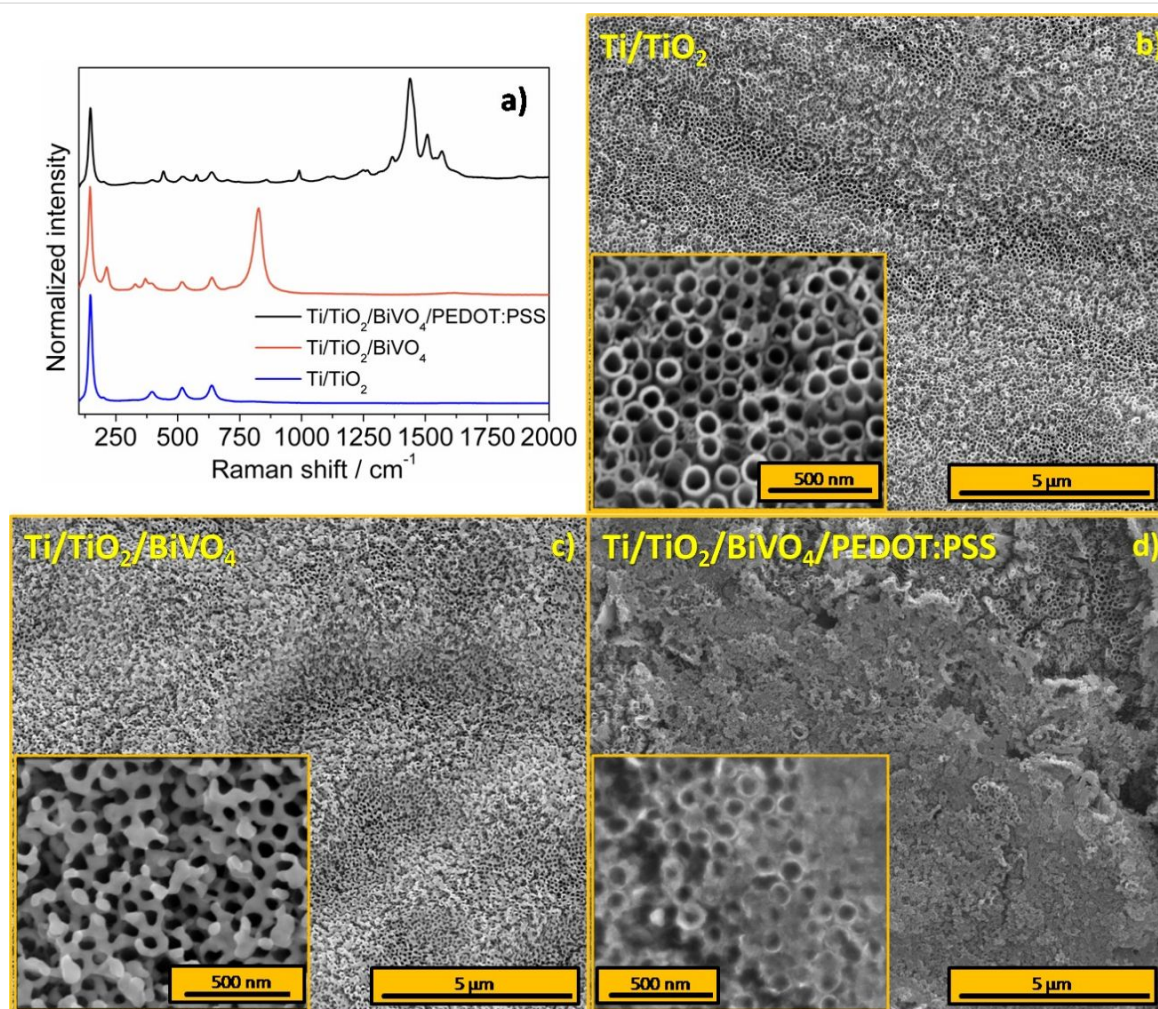 a)
Normalized intensity
Ti/TiO₂/BiVO₄/PEDOT:PSS
Ti/TiO₂/BiVO₄
Ti/TiO₂
250 500 750 1000 1250 1500 1750 2000
Raman shift / cm⁻¹
Ti/TiO₂
b)
500 nm
5 µm
Ti/TiO₂/BiVO₄
c)
500 nm
5 µm
Ti/TiO₂/BiVO₄/PEDOT:PSS
d)
500 nm
5 µm